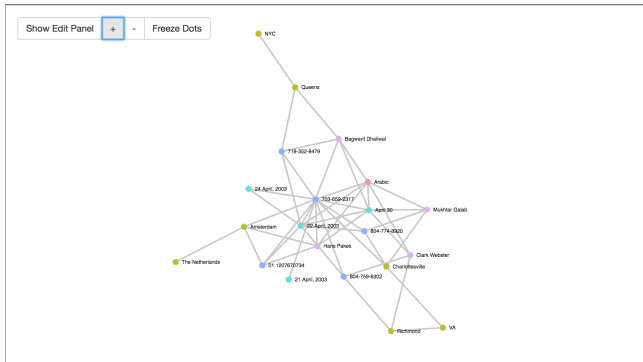 Show Edit Panel + - Freeze Dots
NYC
Queens
Bagwant Dhaliwal
718-352-8479
Arabic
24 April, 2003
703-659-2317
April 30
Mukhtar Galab
Amsterdam
22 April, 2003
804-774-8920
Hans Pakes
Clark Webster
The Netherlands
01 1207670734
Charlottesville
21 April, 2003
804-759-6302
Richmond
VA